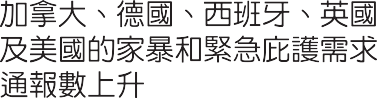 加拿大、德國、西班牙、英國
及美國的家暴和緊急庇護需求
通報數上升